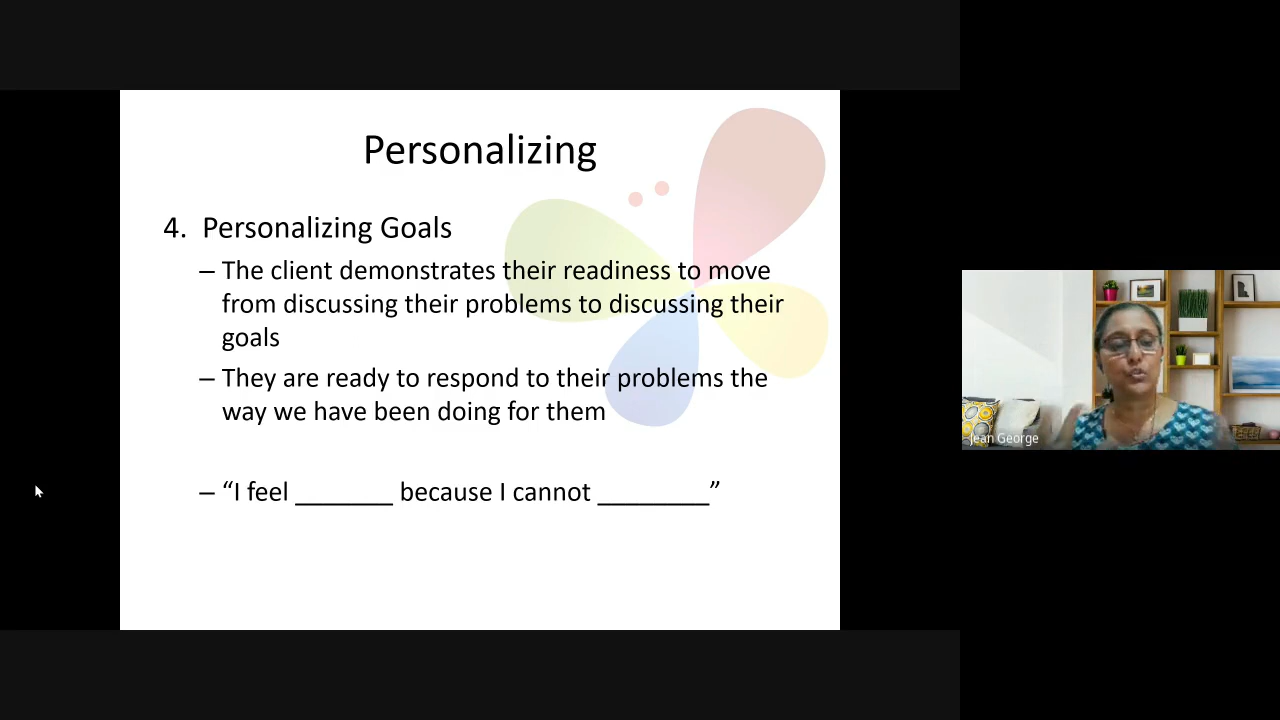 Personalizing
4. Personalizing Goals
– The client demonstrates their readiness to move
from discussing their problems to discussing their
goals
– They are ready to respond to their problems the
way we have been doing for them
– “I feel _______ because I cannot ________”
Jean George